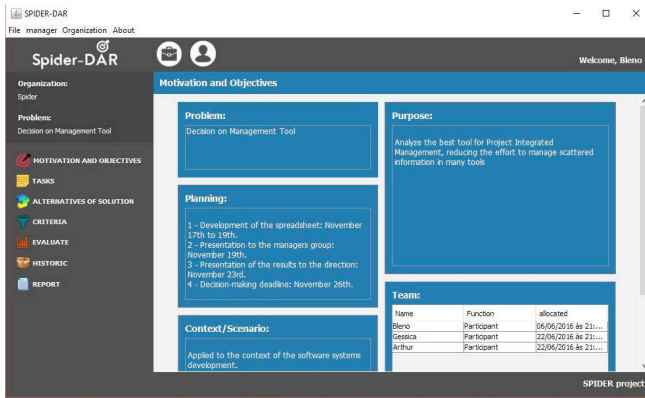 SPIDER-DAR
File manager Organization About
Spider-DAR
Welcome, Bleno
Organization:
Spider
Problem:
Decision on Management Tool
MOTIVATION AND OBJECTIVES
TASKS
ALTERNATIVES OF SOLUTION
CRITERIA
EVALUATE
HISTORIC
REPORT
Motivation and Objectives
Problem:
Decision on Management Tool
Planning:
1 - Development of the spreadsheet: November
17th to 19th.
2 - Presentation to the managers group:
November 19th.
3 - Presentation of the results to the direction:
November 23rd.
4 - Decision-making deadline: November 26th.
Context/Scenario:
Applied to the context of the software systems
development.
Purpose:
Analyze the best tool for Project Integrated
Management, reducing the effort to manage scattered
information in many tools
Team:
Name Function allocated
Bleno Participant 06/06/2016 às 21:...
Gessica Participant 22/06/2016 às 21:...
Arthur Participant 22/06/2016 às 21:...
SPIDER project